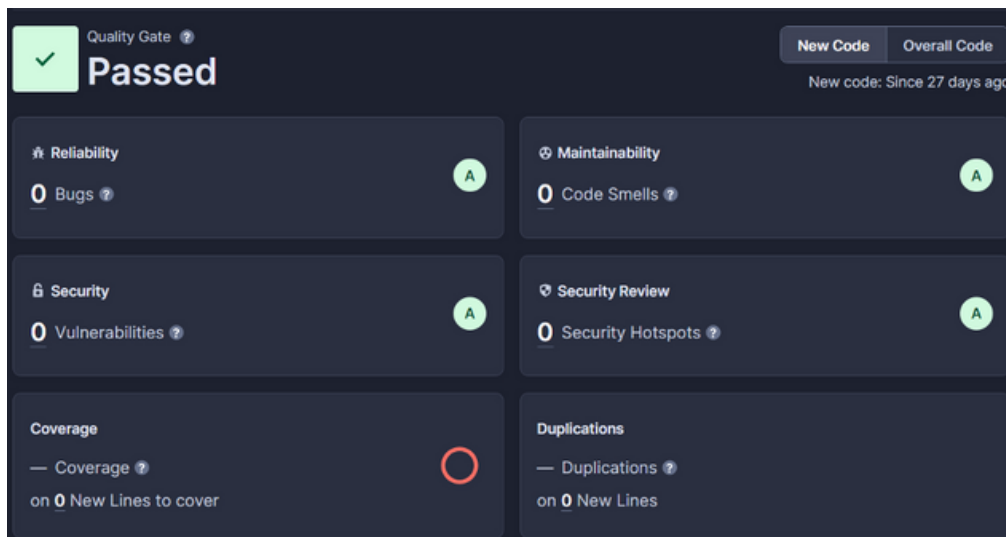 Quality Gate ?
Passed
New Code Overall Code
New code: Since 27 days ago
Reliability
0 Bugs ?
A
Maintainability
0 Code Smells ?
A
Security
0 Vulnerabilities ?
A
Security Review
0 Security Hotspots ?
A
Coverage
— Coverage ?
on 0 New Lines to cover
Duplications
— Duplications ?
on 0 New Lines